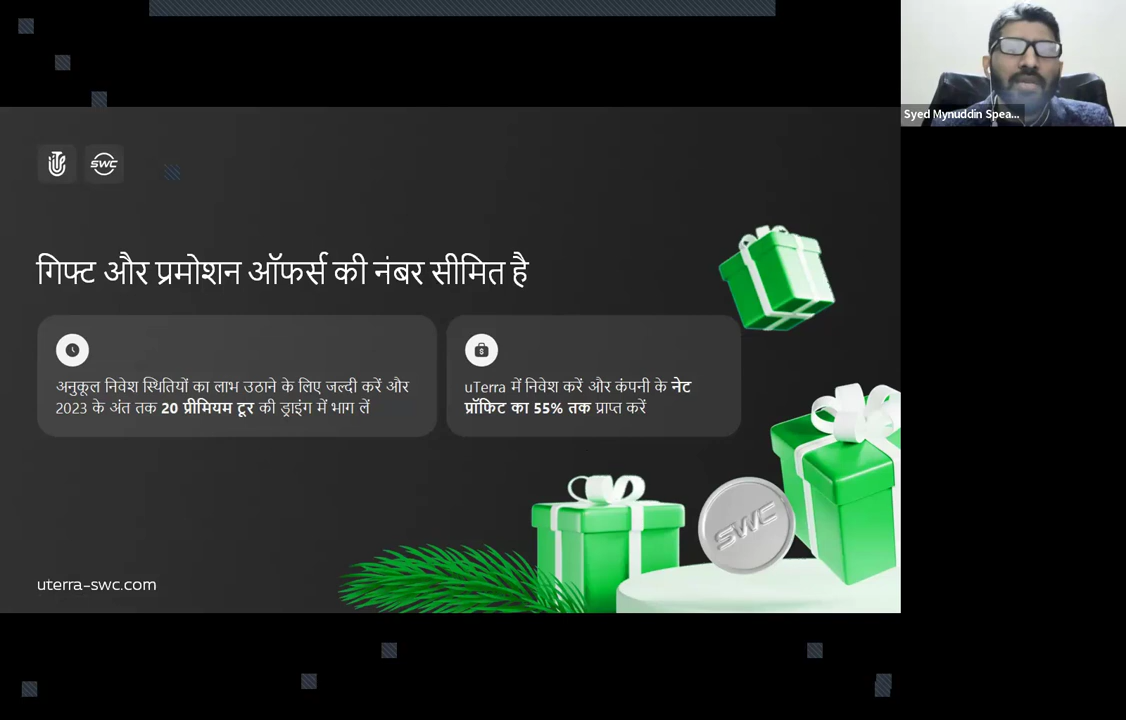 Syed Mynuddin Spea...
SWC
गिफ्ट और प्रमोशन ऑफर्स की नंबर सीमित है
अनुकूल निवेश स्थितियों का लाभ उठाने के लिए जल्दी करें और
2023 के अंत तक 20 प्रीमियम टूर की ड्राइंग में भाग लें
uTerra में निवेश करें और कंपनी के नेट
प्रॉफिट का 55% तक प्राप्त करें
SWC
uterra-swc.com